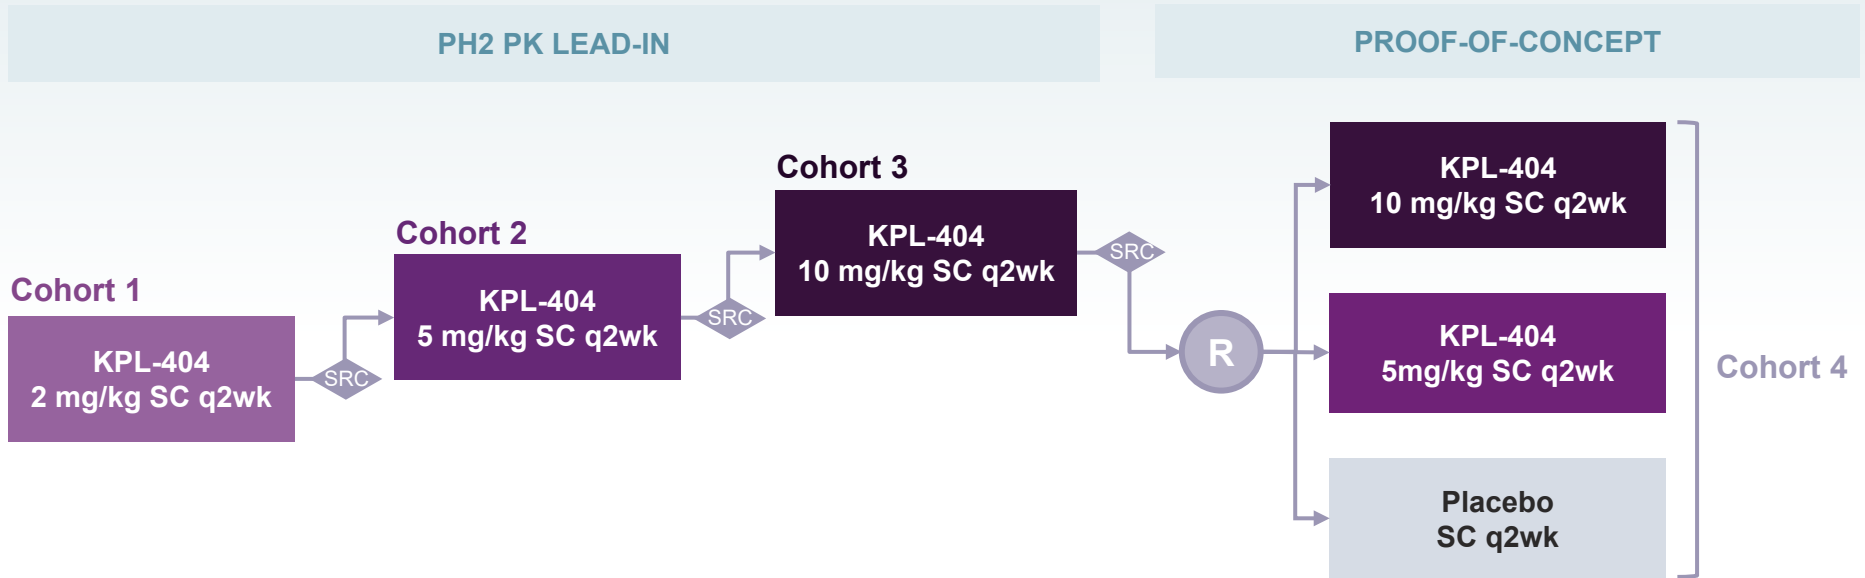 PH2 PK LEAD-IN
PROOF-OF-CONCEPT
Cohort 1
KPL-404
2 mg/kg SC q2wk
SRC
Cohort 2
KPL-404
5 mg/kg SC q2wk
SRC
Cohort 3
KPL-404
10 mg/kg SC q2wk
SRC
R
KPL-404
10 mg/kg SC q2wk
KPL-404
5mg/kg SC q2wk
Placebo
SC q2wk
Cohort 4